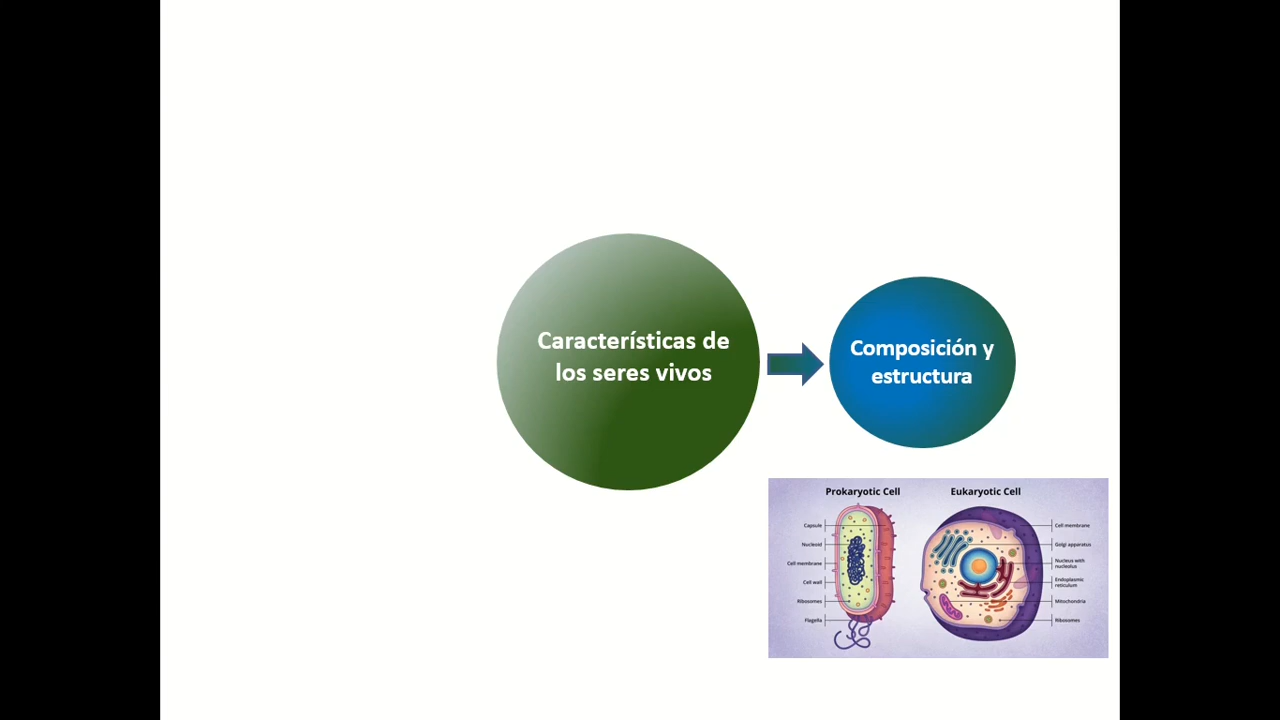 Características de
los seres vivos
Composición y
estructura
Prokaryotic Cell
Capsule
Nucleoid
Cell membrane
Cell wall
Ribosomes
Flagella
Eukaryotic Cell
Cell membrane
Golgi apparatus
Nucleus with
nucleolus
Endoplasmic
reticulum
Mitochondria
Ribosomes